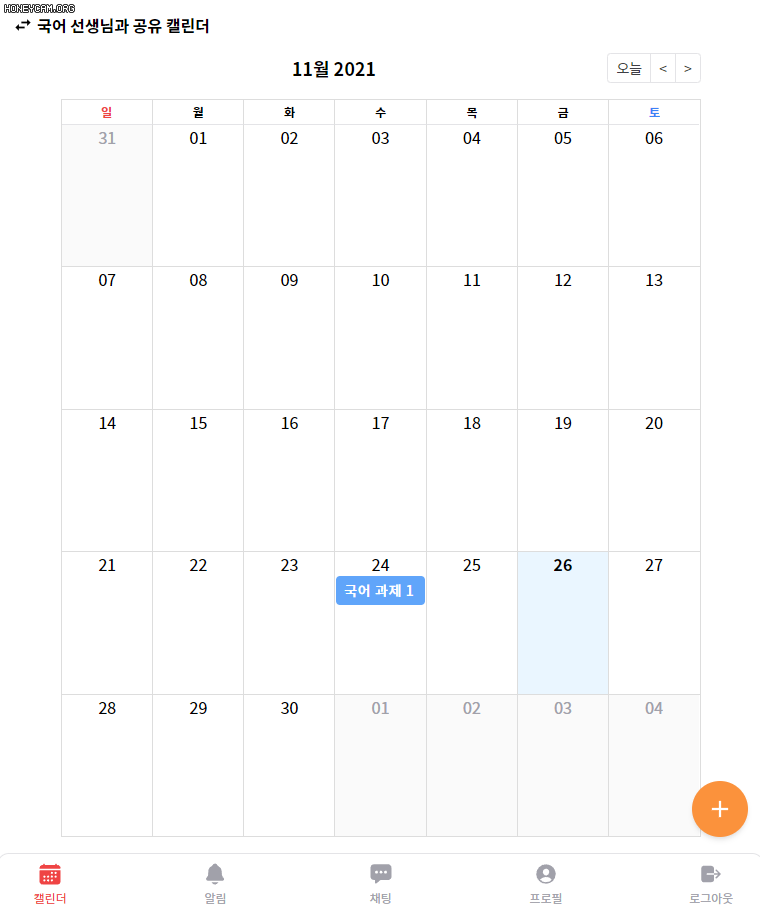 HONEYCAM.ORG
국어 선생님과 공유 캘린더
11월 2021
오늘 < >
일 월 화 수 목 금 토
31 01 02 03 04 05 06
07 08 09 10 11 12 13
14 15 16 17 18 19 20
21 22 23 24 25 26 27
국어 과제 1
28 29 30 01 02 03 04
+
캘린더 알림 채팅 프로필 로그아웃